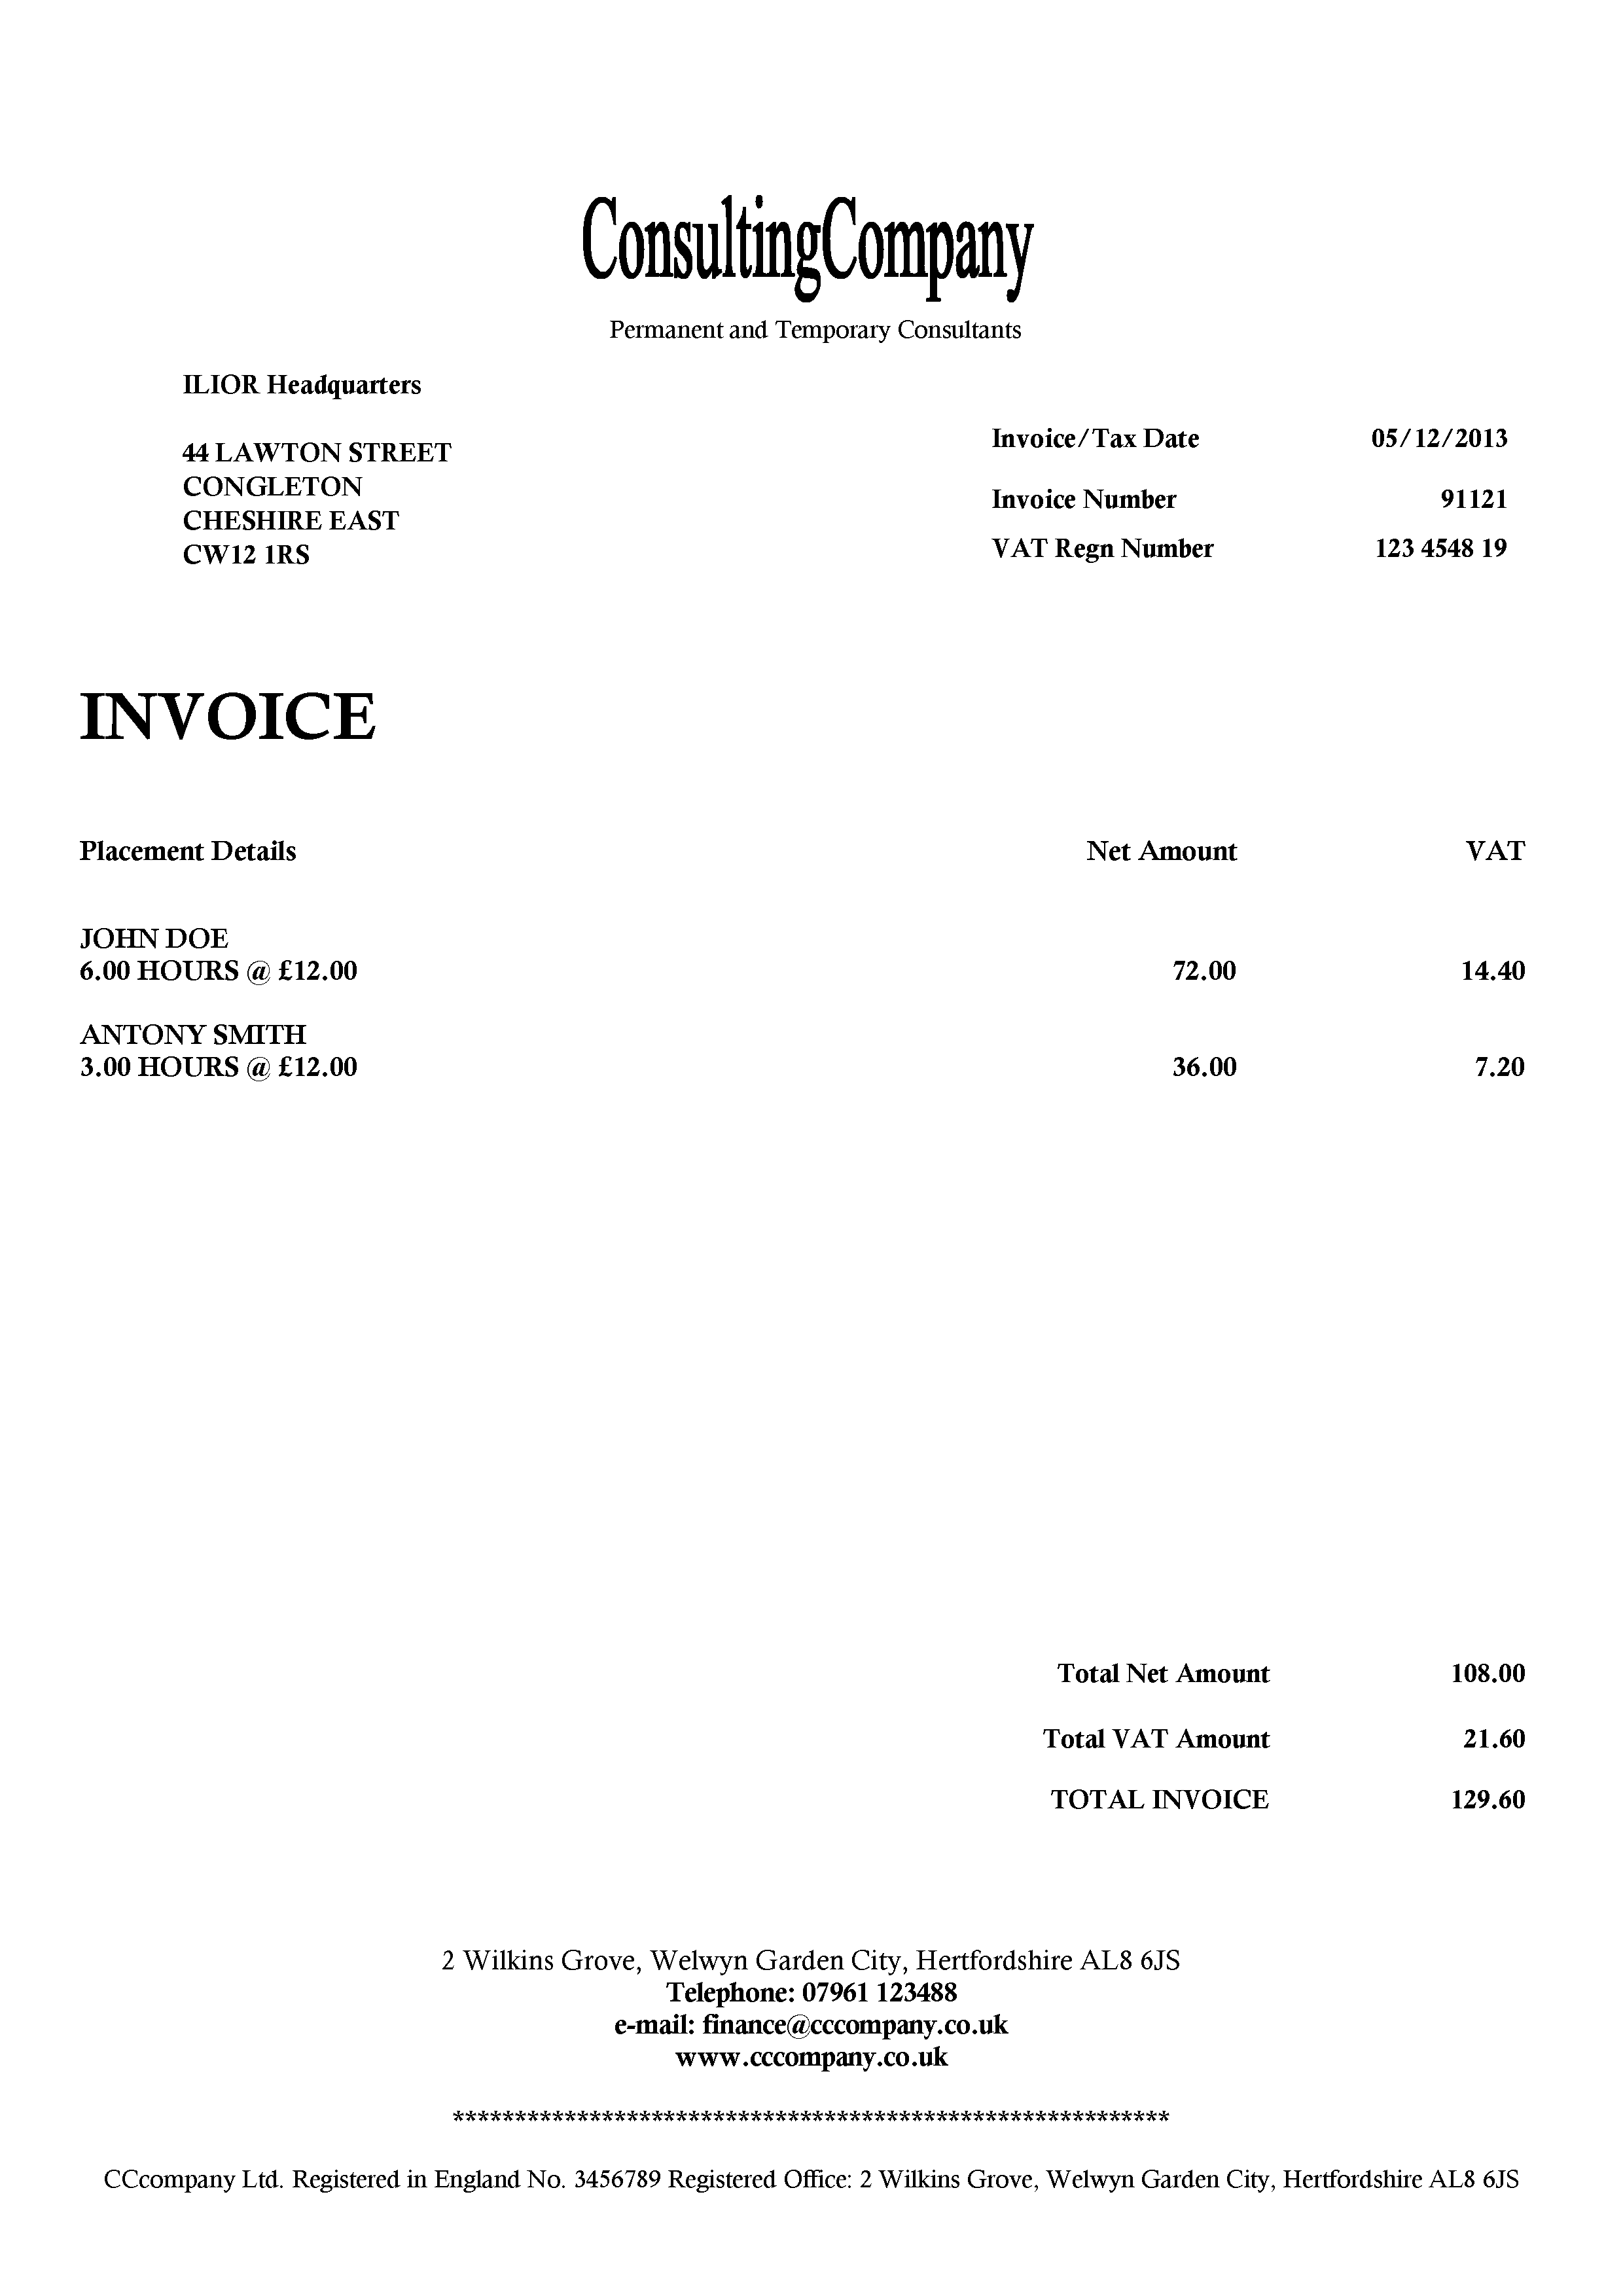 ConsultingCompany
Permanent and Temporary Consultants
ILIOR Headquarters
44 LAWTON STREET
CONGLETON
CHESHIRE EAST
CW12 1RS
Invoice/Tax Date 05/12/2013
Invoice Number 91121
VAT Regn Number 123 4548 19
INVOICE
Placement Details Net Amount VAT
JOHN DOE
6.00 HOURS @ £12.00 72.00 14.40
ANTONY SMITH
3.00 HOURS @ £12.00 36.00 7.20
Total Net Amount 108.00
Total VAT Amount 21.60
TOTAL INVOICE 129.60
2 Wilkins Grove, Welwyn Garden City, Hertfordshire AL8 6JS
Telephone: 07961 123488
e-mail: finance@cccompany.co.uk
www.cccompany.co.uk
**********************************************************
CCcompany Ltd. Registered in England No. 3456789 Registered Office: 2 Wilkins Grove, Welwyn Garden City, Hertfordshire AL8 6JS